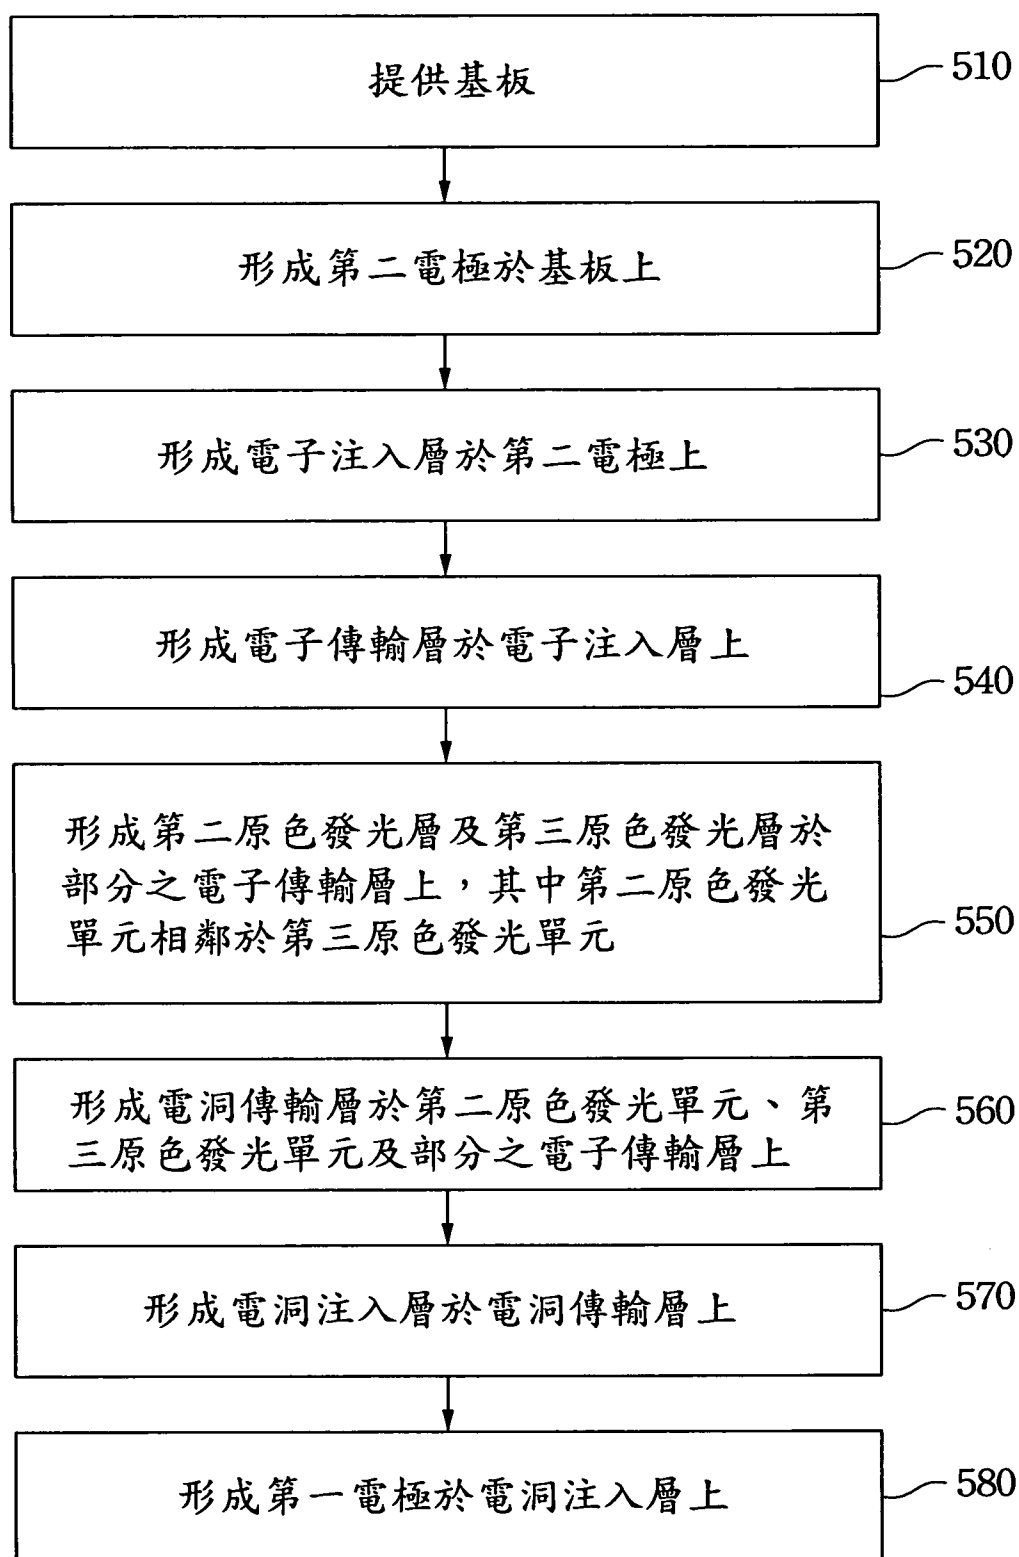 提供基板
510
形成第二電極於基板上
520
形成電子注入層於第二電極上
530
形成電子傳輸層於電子注入層上
540
形成第二原色發光層及第三原色發光層於
部分之電子傳輸層上，其中第二原色發光
單元相鄰於第三原色發光單元
550
形成電洞傳輸層於第二原色發光單元、第
三原色發光單元及部分之電子傳輸層上
560
形成電洞注入層於電洞傳輸層上
570
形成第一電極於電洞注入層上
580